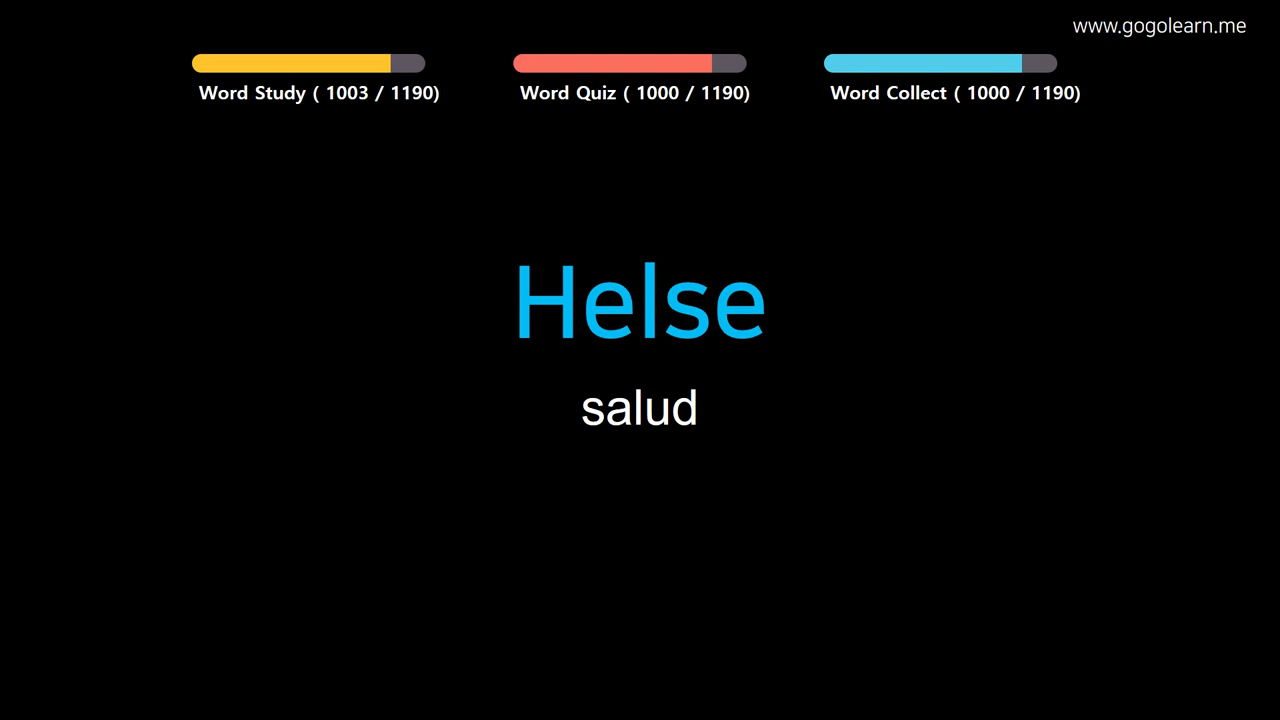 www.gogolearn.me
Word Study ( 1003 / 1190)
Word Quiz ( 1000 / 1190)
Word Collect ( 1000 / 1190)
Helse
salud